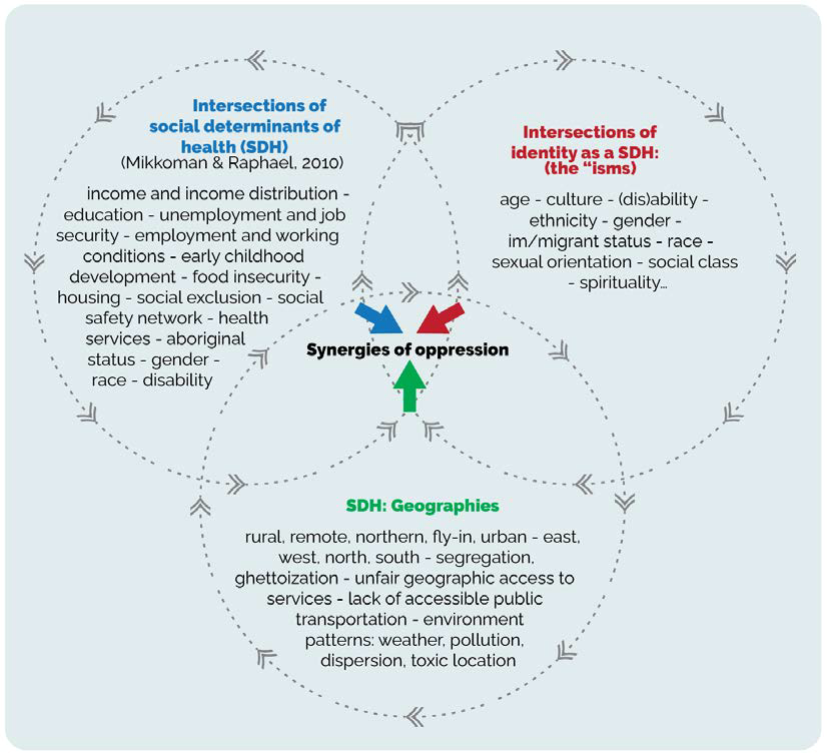 Intersections of
social determinants of
health (SDH)
(Mikkoman & Raphael, 2010)
income and income distribution -
education - unemployment and job
security - employment and working
conditions - early childhood
development - food insecurity -
housing - social exclusion - social
safety network - health
services - aboriginal
status - gender -
race - disability
Intersections of
identity as a SDH:
(the “isms)
age - culture - (dis)ability -
ethnicity - gender -
im/migrant status - race -
sexual orientation - social class
- spirituality...
Synergies of oppression
SDH: Geographies
rural, remote, northern, fly-in, urban - east,
west, north, south - segregation,
ghettoization - unfair geographic access to
services - lack of accessible public
transportation - environment
patterns: weather, pollution,
dispersion, toxic location